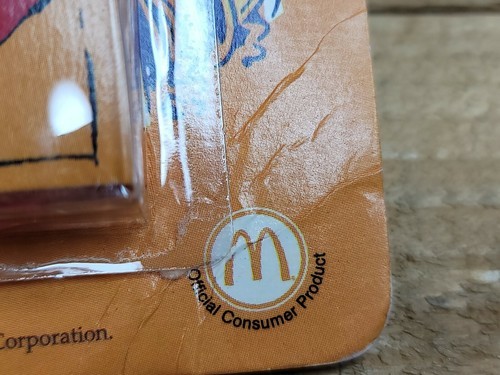 Corporation.
Official Consumer Product